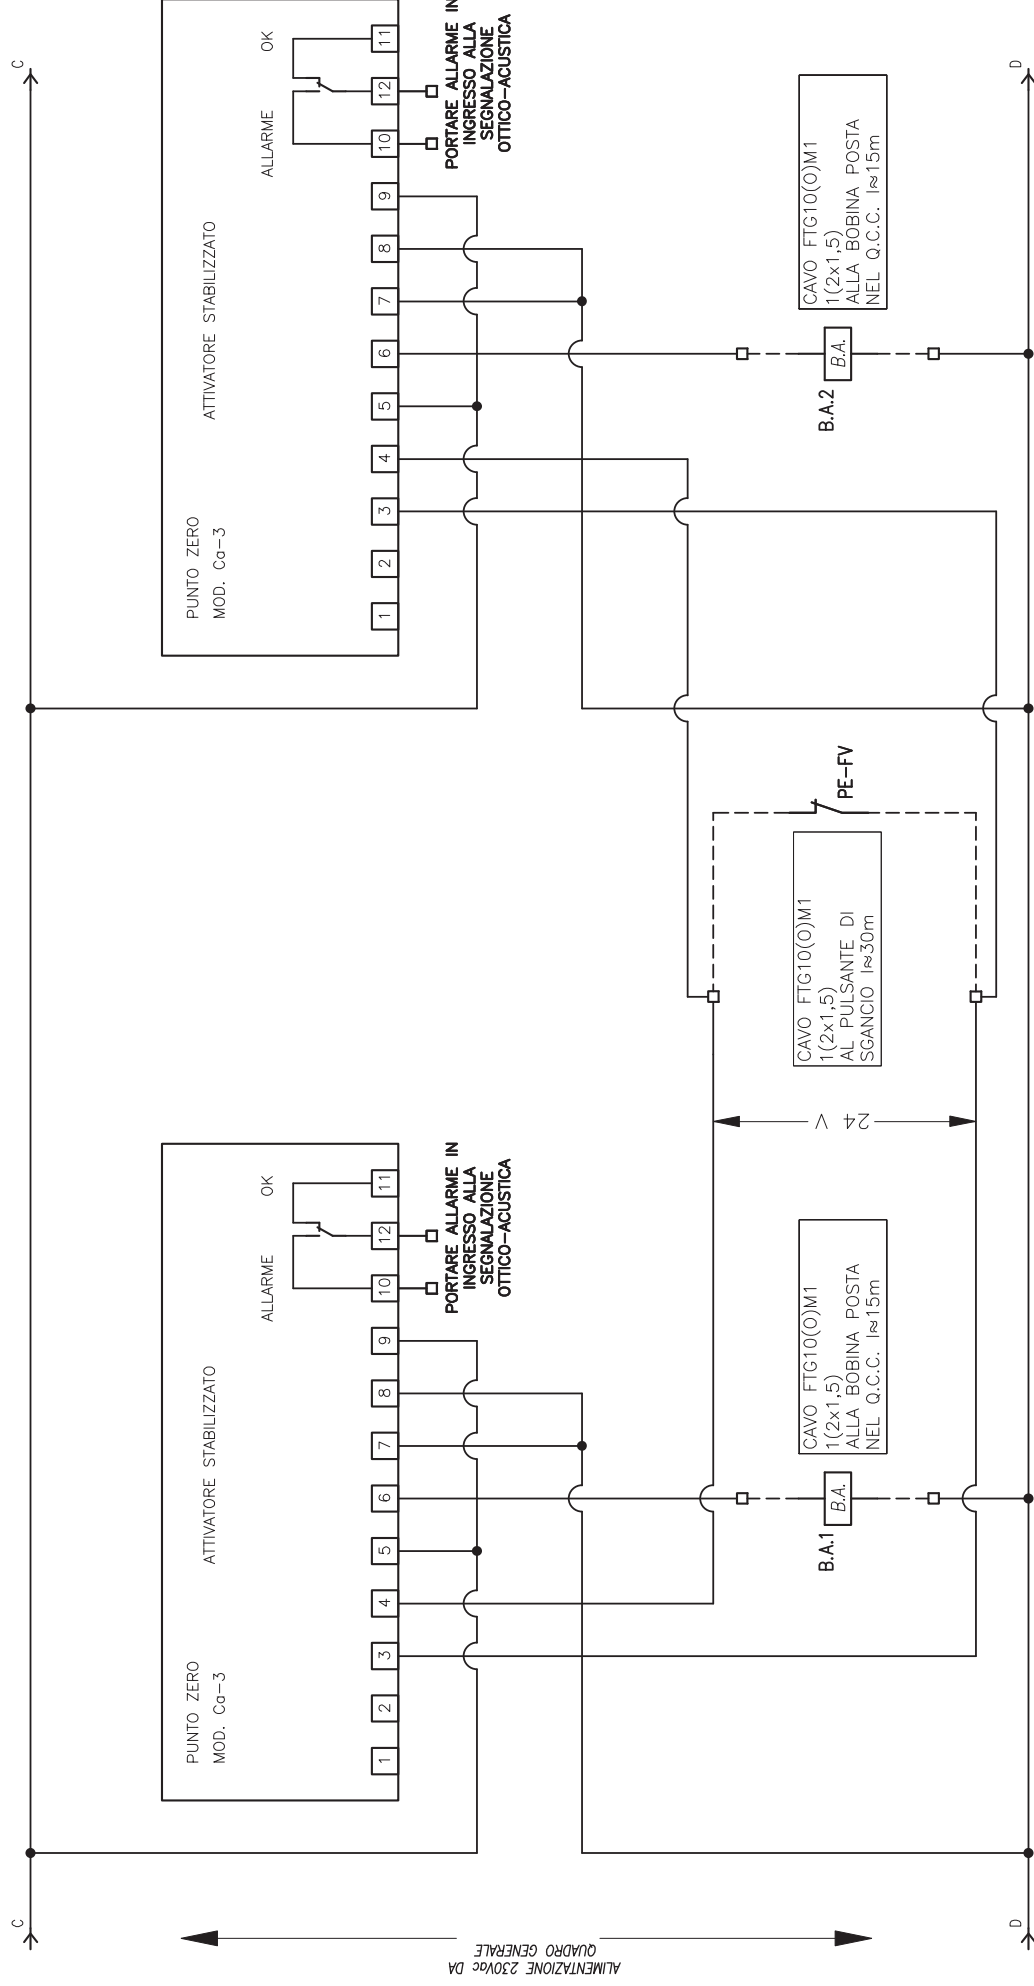 C
D
ALIMENTAZIONE 230Vac DA
QUADRO GENERALE
PUNTO ZERO
MOD. Ca-3
ATTIVATORE STABILIZZATO
ALLARME
OK
1
2
3
4
5
6
7
8
9
10
12
11
PORTARE ALLARME IN
INGRESSO ALLA
SEGNALAZIONE
OTTICO-ACUSTICA
B.A.1
B.A.
CAVO FTG10(O)M1
1(2x1,5)
ALLA BOBINA POSTA
NEL Q.C.C. l≈15m
24 V
CAVO FTG10(O)M1
1(2x1,5)
AL PULSANTE DI
SGANCIO l≈30m
PE-FV
PUNTO ZERO
MOD. Ca-3
ATTIVATORE STABILIZZATO
ALLARME
OK
1
2
3
4
5
6
7
8
9
10
12
11
PORTARE ALLARME IN
INGRESSO ALLA
SEGNALAZIONE
OTTICO-ACUSTICA
B.A.2
B.A.
CAVO FTG10(O)M1
1(2x1,5)
ALLA BOBINA POSTA
NEL Q.C.C. l≈15m
C
D